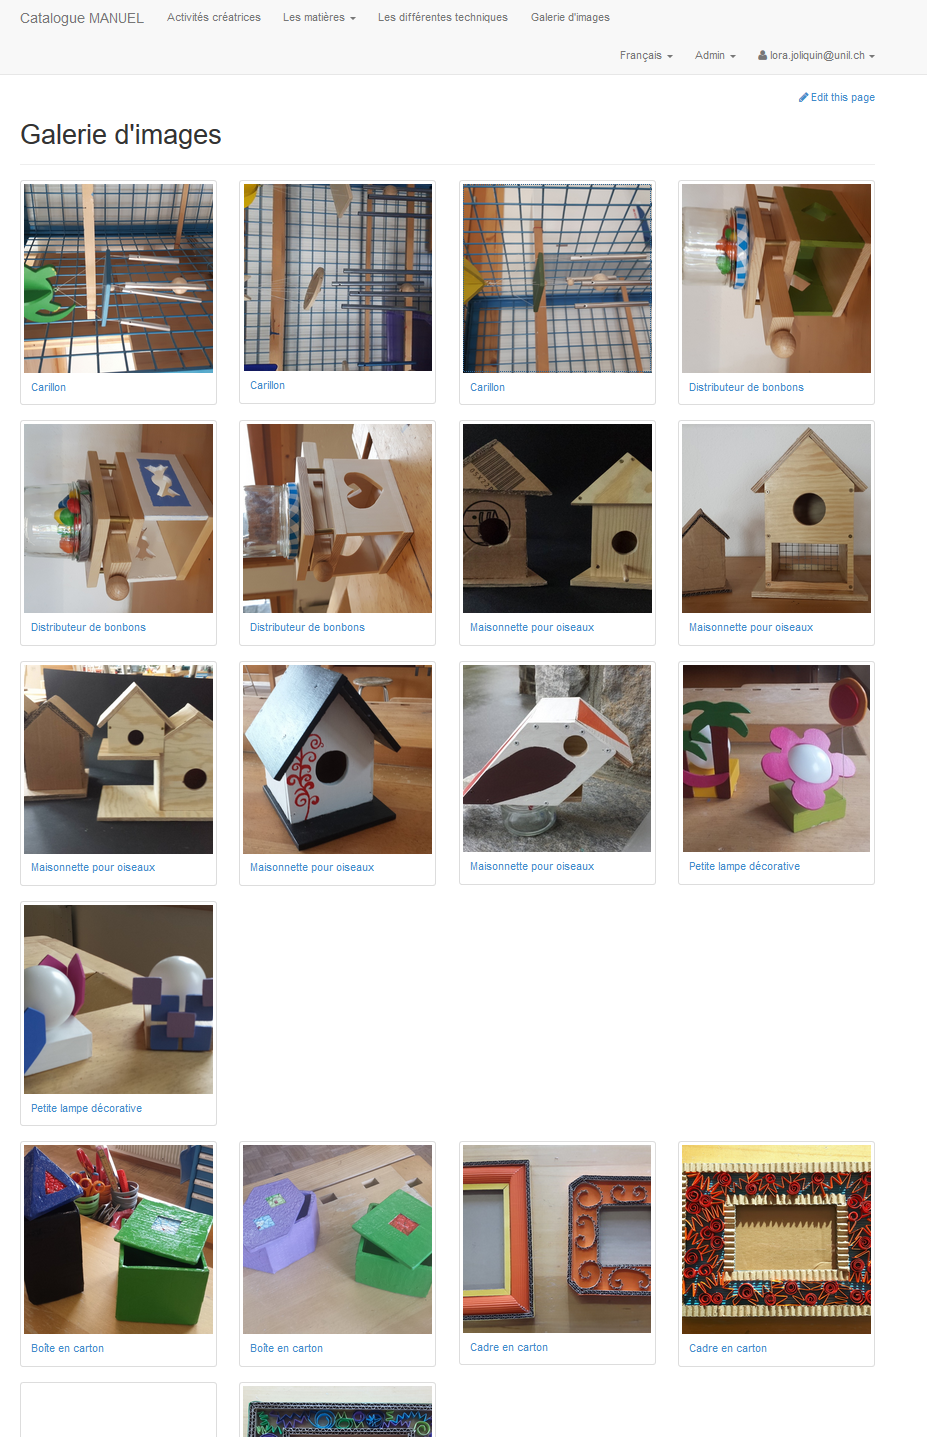 Catalogue MANUEL Activités créatrices Les matières Les différentes techniques Galerie d'images
Français Admin lora.joliquin@unil.ch
Edit this page
Galerie d'images
Carillon
Carillon
Carillon
Distributeur de bonbons
Distributeur de bonbons
Distributeur de bonbons
Maisonnette pour oiseaux
Maisonnette pour oiseaux
Maisonnette pour oiseaux
Maisonnette pour oiseaux
Maisonnette pour oiseaux
Petite lampe décorative
Petite lampe décorative
Boîte en carton
Boîte en carton
Cadre en carton
Cadre en carton